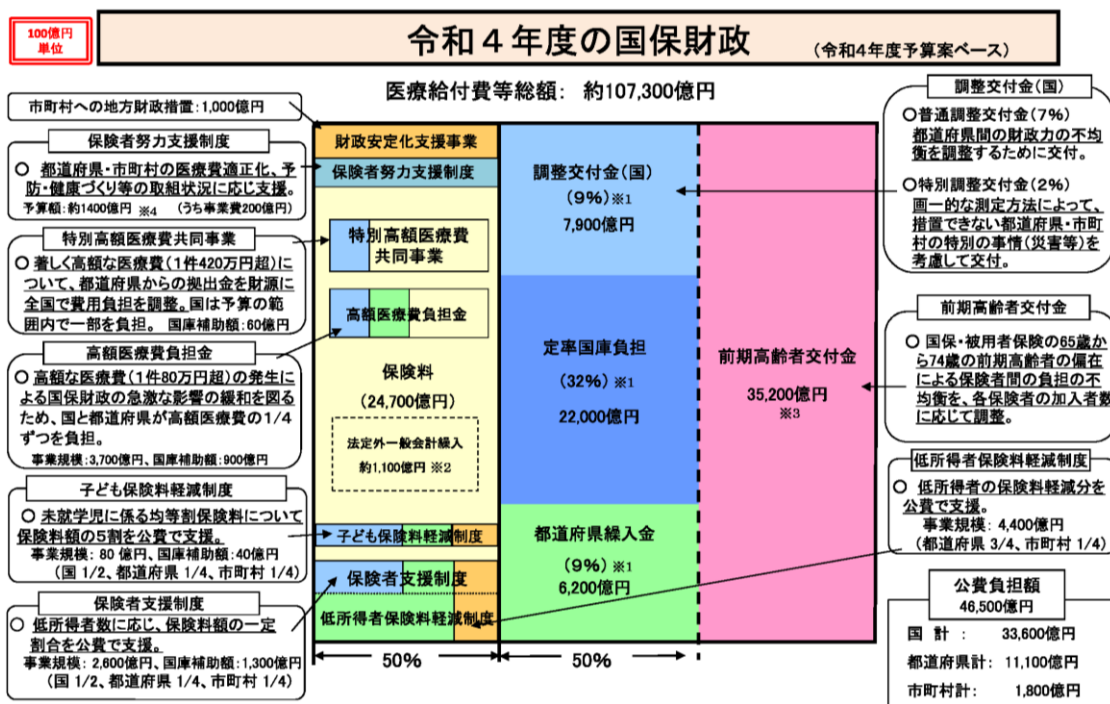 100億円
単位
令和４年度の国保財政
(令和4年度予算案ベース)
医療給付費等総額： 約107,300億円
市町村への地方財政措置：1,000億円
保険者努力支援制度
○ 都道府県・市町村の医療費適正化、予
防・健康づくり等の取組状況に応じ支援。
予算額：約1400億円 ※4 (うち事業費200億円)
特別高額医療費共同事業
○ 著しく高額な医療費(1件420万円超)に
ついて、都道府県からの拠出金を財源に
全国で費用負担を調整。国は予算の範
囲内で一部を負担。 国庫補助額：60億円
高額医療費負担金
○ 高額な医療費(1件80万円超)の発生によ
る国保財政の急激な影響の緩和を図る
ため、国と都道府県が高額医療費の1/4
ずつを負担。
事業規模：3,700億円、国庫補助額：900億円
子ども保険料軽減制度
○ 未就学児に係る均等割保険料について
保険料額の5割を公費で支援。
事業規模： 80 億円、国庫補助額：40億円
(国 1/2、都道府県 1/4、市町村 1/4)
保険者支援制度
○ 低所得者数に応じ、保険料額の一定
割合を公費で支援。
事業規模： 2,600億円、国庫補助額：1,300億円
(国 1/2、都道府県 1/4、市町村 1/4)
財政安定化支援事業
保険者努力支援制度
特別高額医療費
共同事業
高額医療費負担金
保険料
(24,700億円)
法定外一般会計繰入
約1,100億円 ※2
子ども保険料軽減制度
保険者支援制度
低所得者保険料軽減制度
50%
調整交付金(国)
(9%) ※1
7,900億円
定率国庫負担
(32%) ※1
22,000億円
都道府県繰入金
(9%) ※1
6,200億円
50%
前期高齢者交付金
35,200億円
※3
調整交付金(国)
○普通調整交付金(7%)
都道府県間の財政力の不均
衡を調整するために交付。
○特別調整交付金(2%)
画一的な測定方法によって、
措置できない都道府県・市町
村の特別の事情(災害等)を
考慮して交付。
前期高齢者交付金
○ 国保・被用者保険の65歳か
ら74歳の前期高齢者の偏在
による保険者間の負担の不
均衡を、各保険者の加入者数
に応じて調整。
低所得者保険料軽減制度
○ 低所得者の保険料軽減分を
公費で支援。
事業規模： 4,400億円
(都道府県 3/4、市町村 1/4)
公費負担額
46,500億円
国 計 ： 33,600億円
都道府県計： 11,100億円
市町村計： 1,800億円